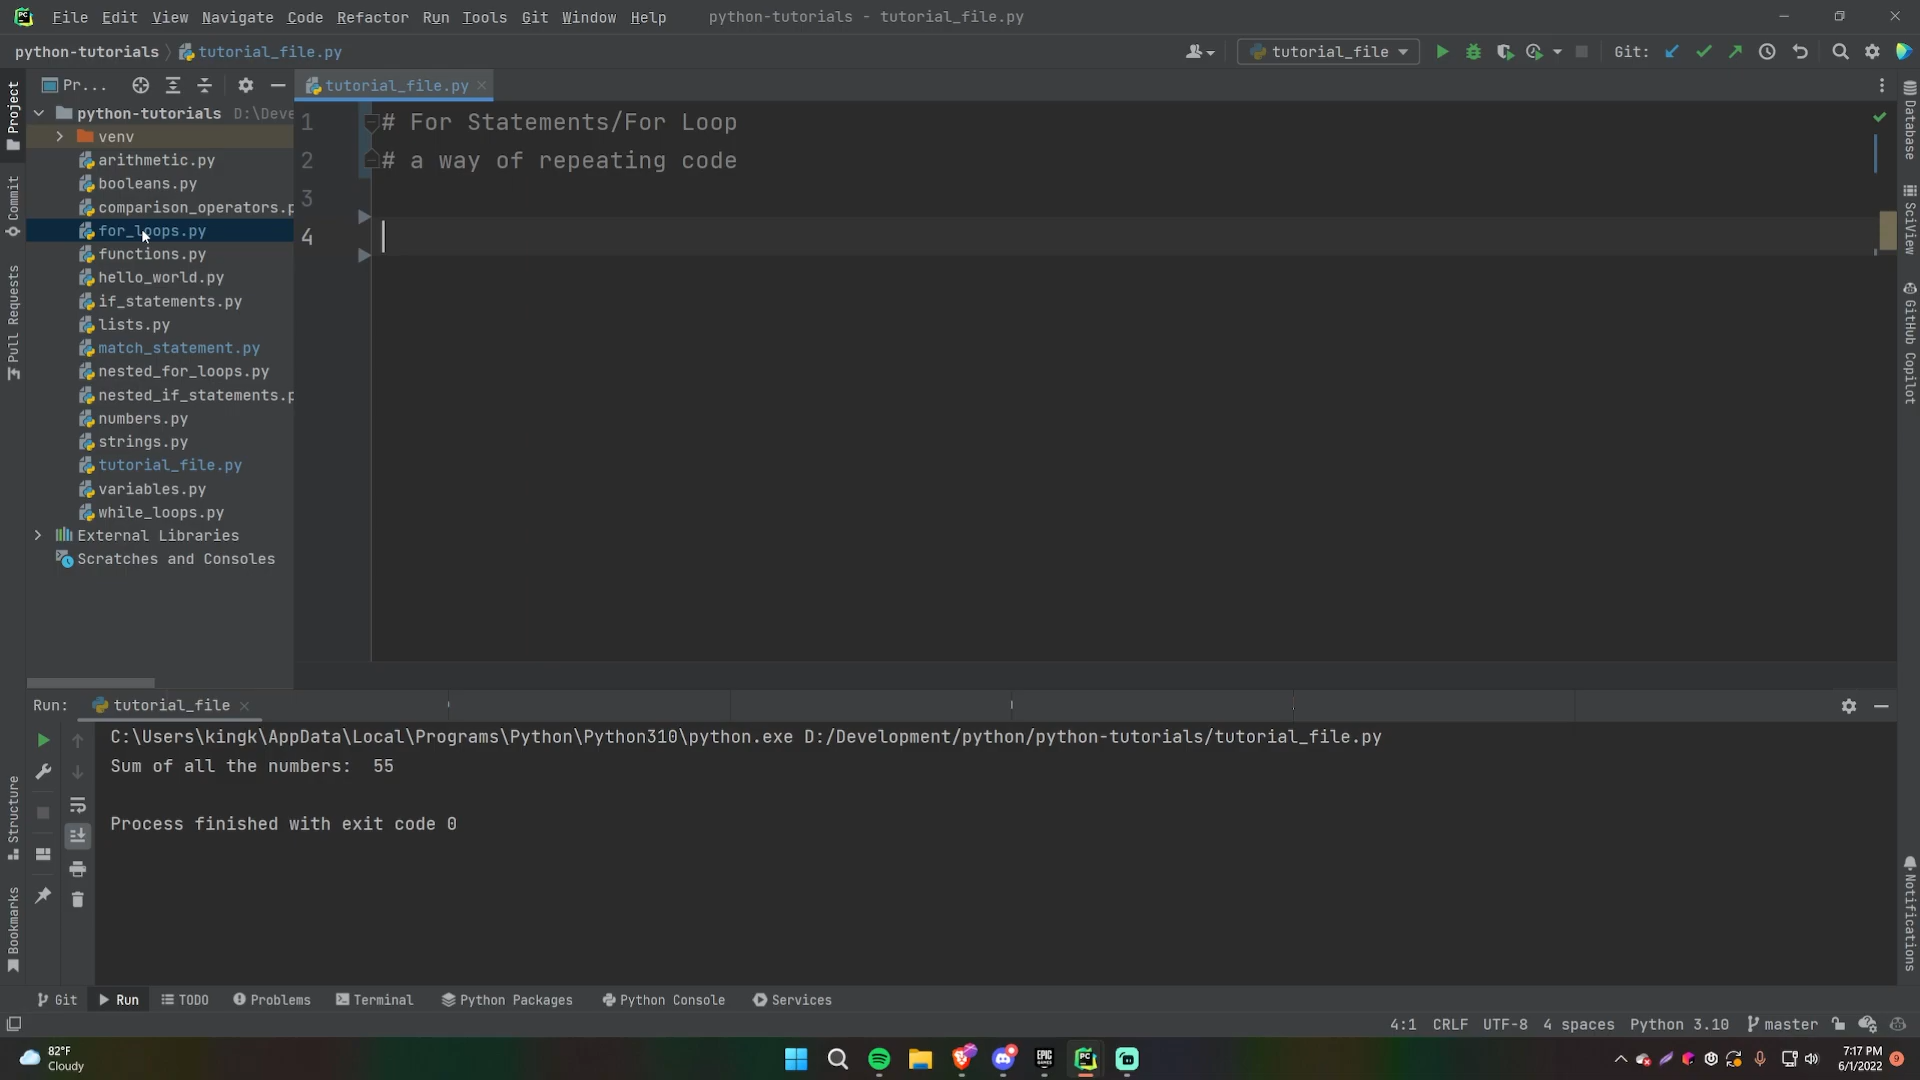 File Edit View Navigate Code Refactor Run Tools Git Window Help python-tutorials - tutorial_file.py
python-tutorials tutorial_file.py tutorial_file Git:
Pr... tutorial_file.py
python-tutorials D:\Deve
venv
arithmetic.py
booleans.py
comparison_operators.p
for_loops.py
functions.py
hello_world.py
if_statements.py
lists.py
match_statement.py
nested_for_loops.py
nested_if_statements.p
numbers.py
strings.py
tutorial_file.py
variables.py
while_loops.py
External Libraries
Scratches and Consoles
1 # For Statements/For Loop
2 # a way of repeating code
3
4
Project
Commit
Pull Requests
Structure
Bookmarks
Database
SciView
GitHub Copilot
Notifications
Run: tutorial_file
C:\Users\kingk\AppData\Local\Programs\Python\Python310\python.exe D:/Development/python/python-tutorials/tutorial_file.py
Sum of all the numbers:  55
Process finished with exit code 0
Git Run TODO Problems Terminal Python Packages Python Console Services
4:1 CRLF UTF-8 4 spaces Python 3.10 master
82°F
Cloudy
EPIC
GAMES
PC
7:17 PM
6/1/2022
9